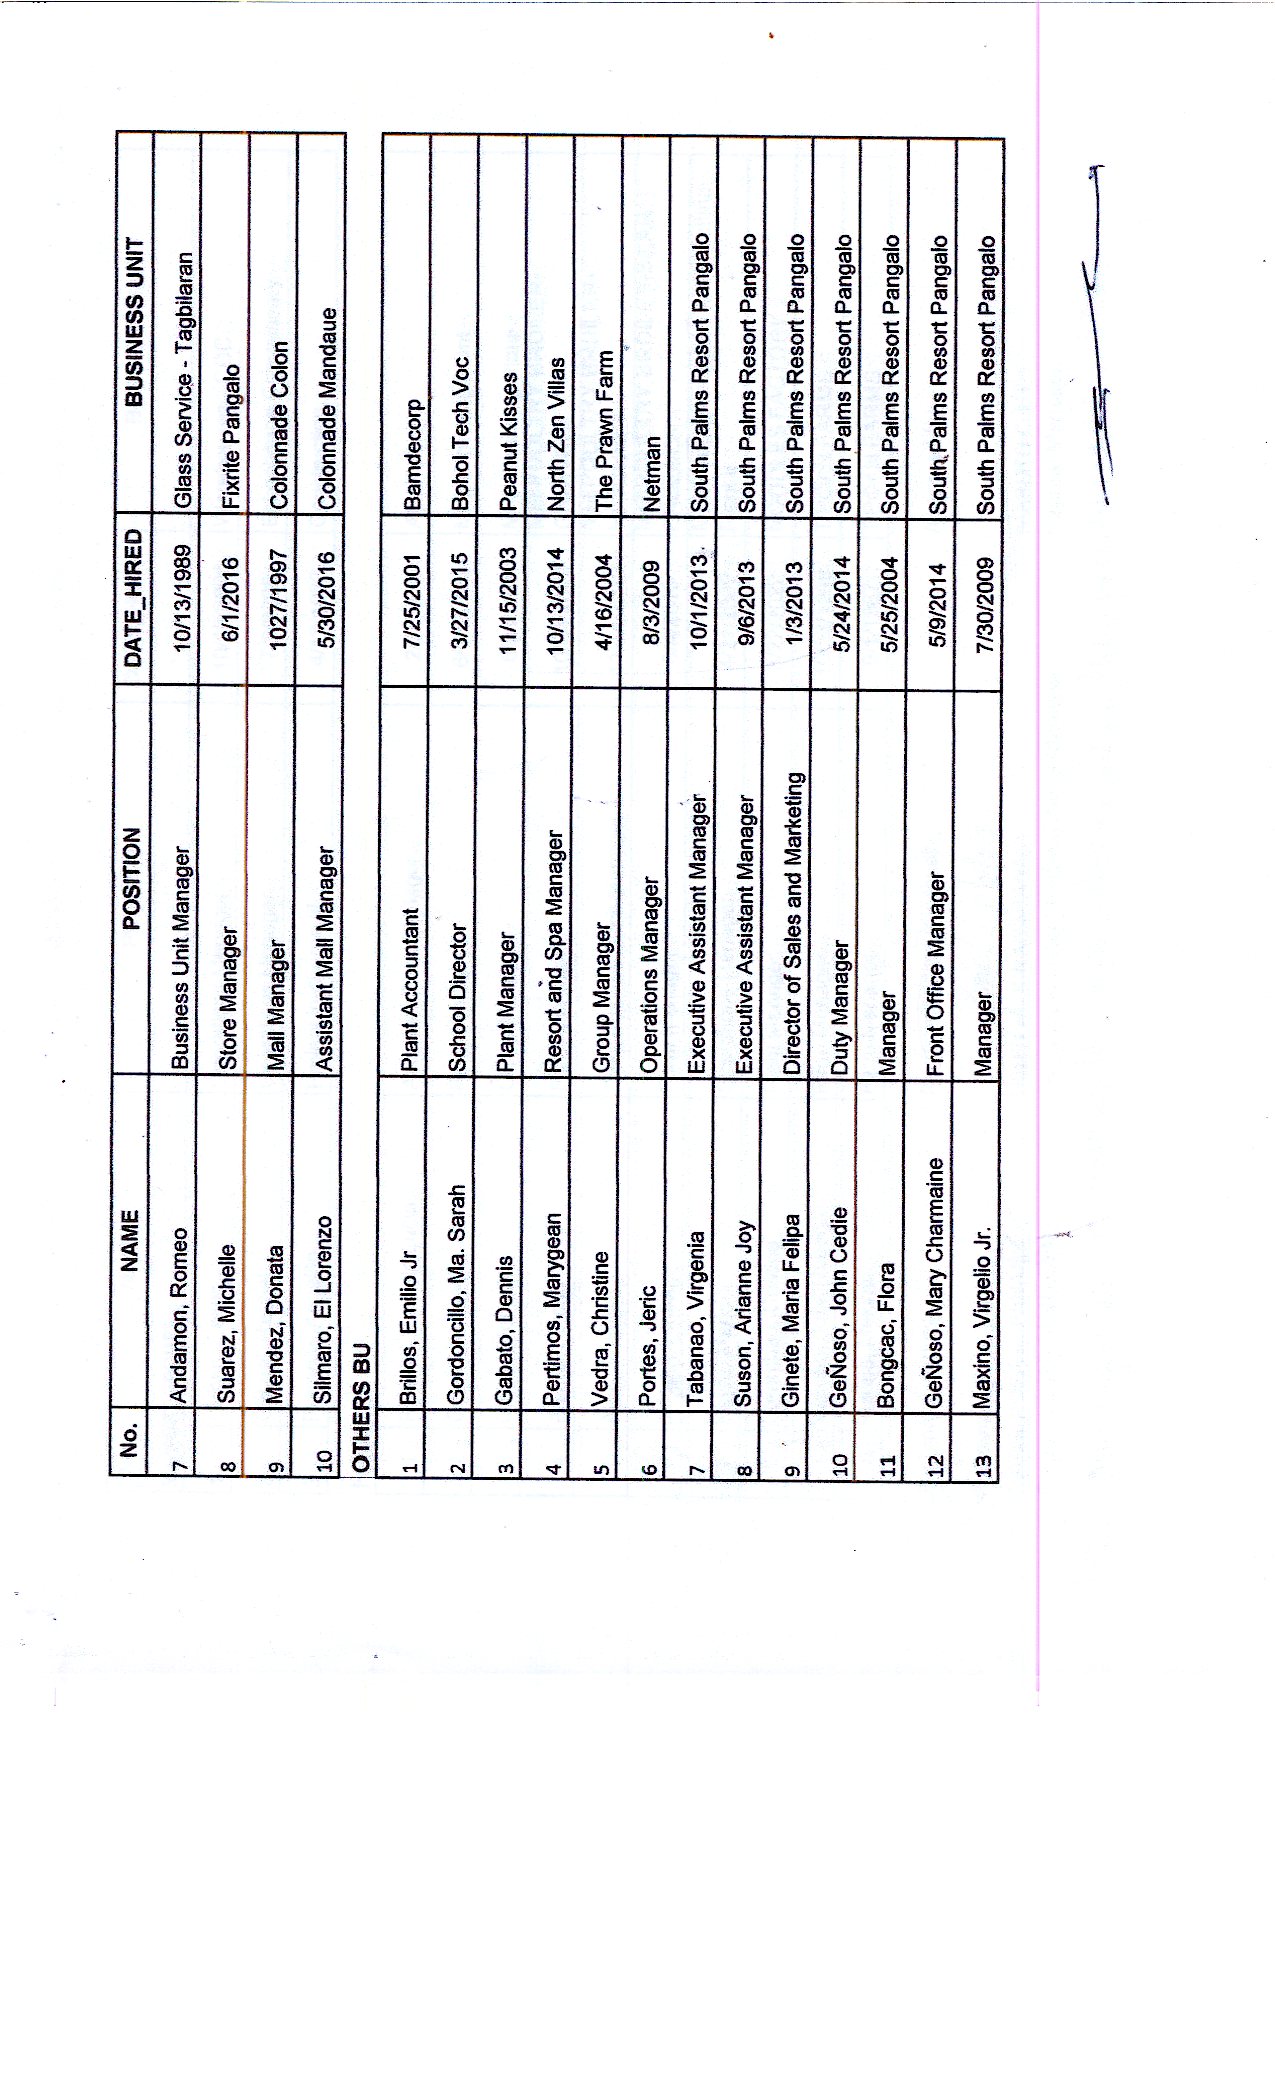 No. NAME POSITION DATE_HIRED BUSINESS UNIT
7 Andamon, Romeo Business Unit Manager 10/13/1989 Glass Service - Tagbilaran
8 Suarez, Michelle Store Manager 6/1/2016 Fixrite Pangalo
9 Mendez, Donata Mall Manager 1027/1997 Colonnade Colon
10 Silmaro, El Lorenzo Assistant Mall Manager 5/30/2016 Colonnade Mandaue
OTHERS BU
1 Brillos, Emilio Jr Plant Accountant 7/25/2001 Bamdecorp
2 Gordoncillo, Ma. Sarah School Director 3/27/2015 Bohol Tech Voc
3 Gabato, Dennis Plant Manager 11/15/2003 Peanut Kisses
4 Pertimos, Marygean Resort and Spa Manager 10/13/2014 North Zen Villas
5 Vedra, Christine Group Manager 4/16/2004 The Prawn Farm
6 Portes, Jeric Operations Manager 8/3/2009 Netman
7 Tabanao, Virgenia Executive Assistant Manager 10/1/2013 South Palms Resort Pangalo
8 Suson, Arianne Joy Executive Assistant Manager 9/6/2013 South Palms Resort Pangalo
9 Ginete, Maria Felipa Director of Sales and Marketing 1/3/2013 South Palms Resort Pangalo
10 GeÑoso, John Cedie Duty Manager 5/24/2014 South Palms Resort Pangalo
11 Bongcac, Flora Manager 5/25/2004 South Palms Resort Pangalo
12 GeÑoso, Mary Charmaine Front Office Manager 5/9/2014 South Palms Resort Pangalo
13 Maxino, Virgelio Jr. Manager 7/30/2009 South Palms Resort Pangalo